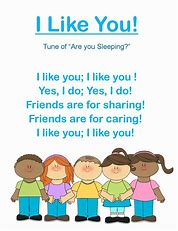 I Like You!
Tune of "Are you Sleeping?"
I like you; I like you !
Yes, I do; Yes, I do!
Friends are for sharing!
Friends are for caring!
I like you; I like you!